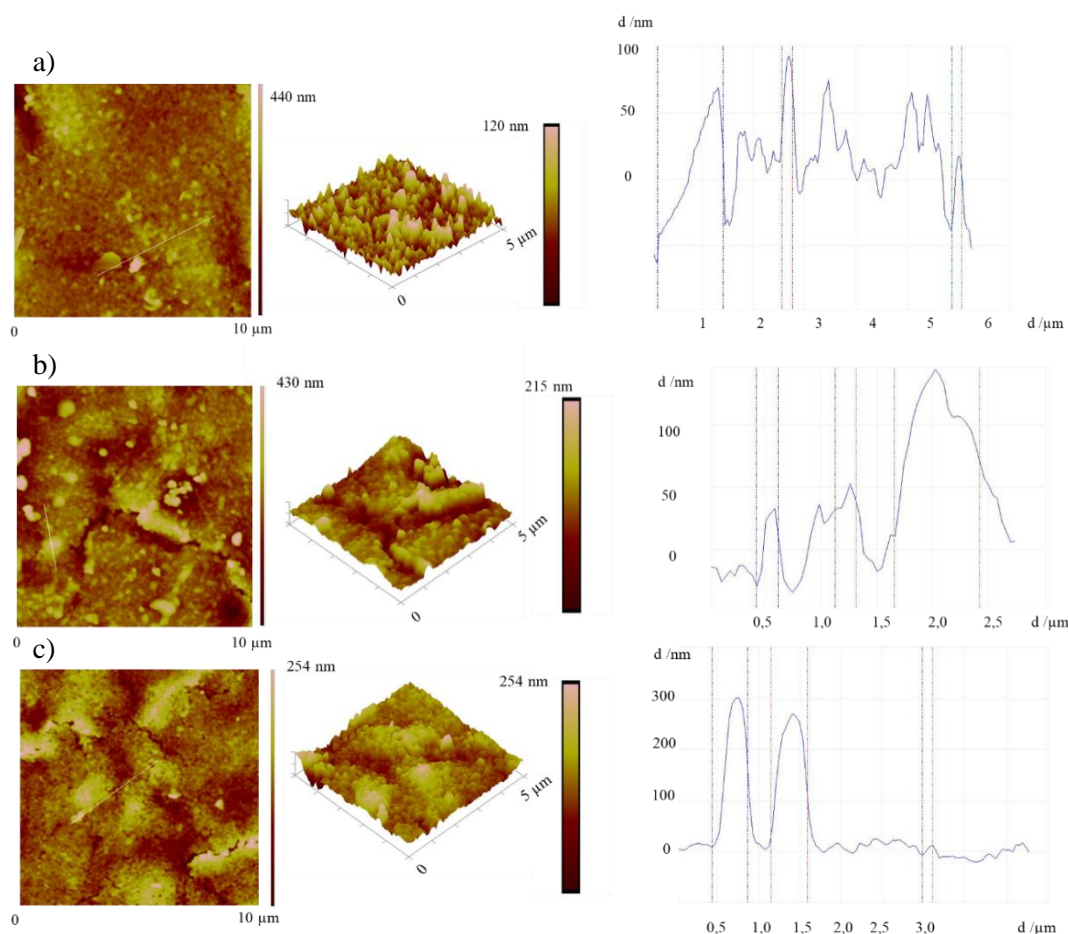 a)
440 nm
0
10 µm
120 nm
0
5 µm
d /nm
100
50
0
1 2 3 4 5 6 d /µm
b)
430 nm
0
10 µm
215 nm
0
5 µm
d /nm
100
50
0
0,5 1,0 1,5 2,0 2,5 d /µm
c)
254 nm
0
10 µm
254 nm
0
5 µm
d /nm
300
200
100
0
0,5 1,0 1,5 2,0 2,5 3,0 d /µm